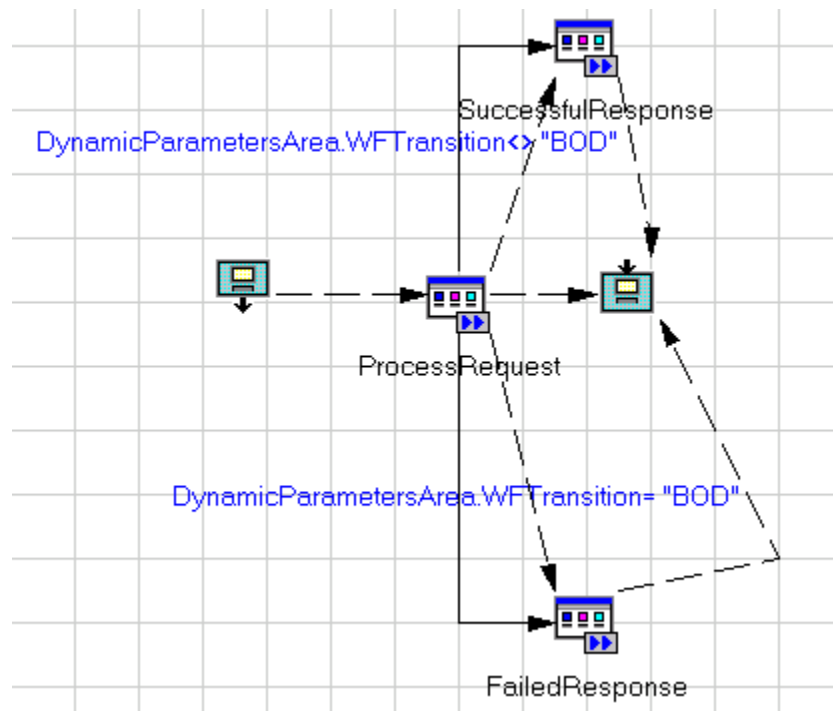 SuccessfulResponse
DynamicParametersArea.WFTransition<> "BOD"
ProcessRequest
DynamicParametersArea.WFTransition= "BOD"
FailedResponse